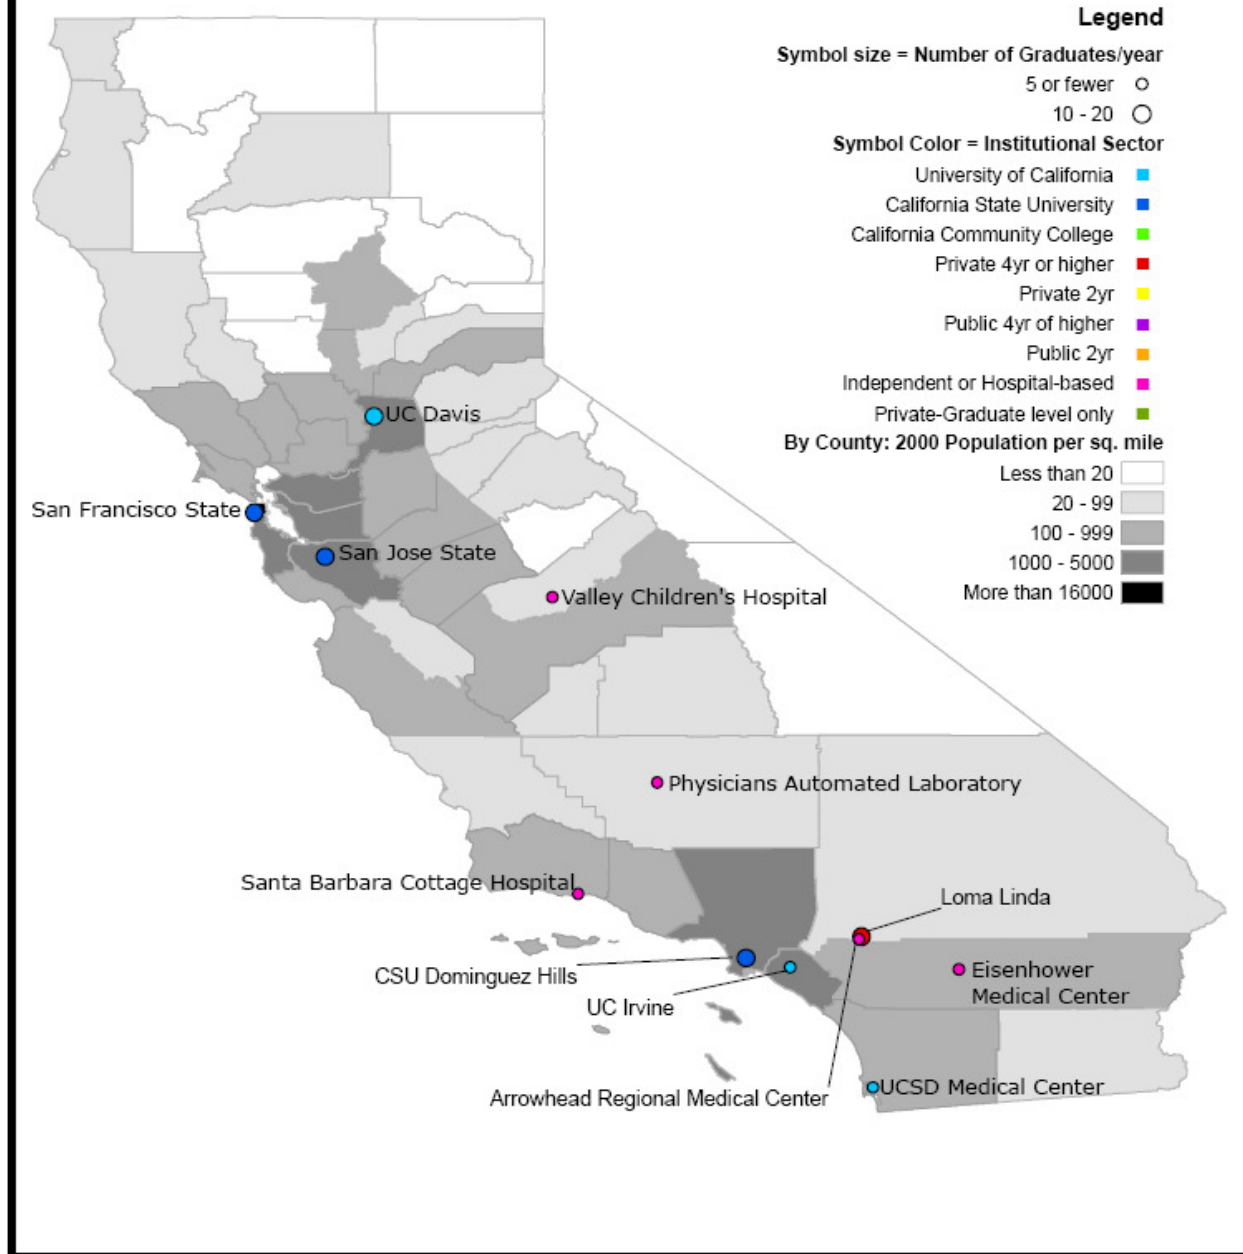 Legend
Symbol size = Number of Graduates/year
5 or fewer
10 - 20
Symbol Color = Institutional Sector
University of California
California State University
California Community College
Private 4yr or higher
Private 2yr
Public 4yr of higher
Public 2yr
Independent or Hospital-based
Private-Graduate level only
By County: 2000 Population per sq. mile
Less than 20
20 - 99
100 - 999
1000 - 5000
More than 16000
UC Davis
San Francisco State
San Jose State
Valley Children's Hospital
Physicians Automated Laboratory
Santa Barbara Cottage Hospital
Loma Linda
CSU Dominguez Hills
Eisenhower
Medical Center
UC Irvine
UCSD Medical Center
Arrowhead Regional Medical Center